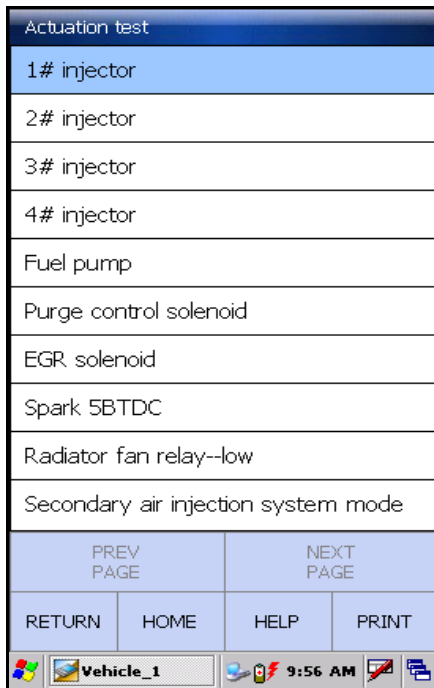 Actuation test
1# injector
2# injector
3# injector
4# injector
Fuel pump
Purge control solenoid
EGR solenoid
Spark 5BTDC
Radiator fan relay--low
Secondary air injection system mode
PREV
PAGE
NEXT
PAGE
RETURN
HOME
HELP
PRINT
Vehicle_1
9:56 AM